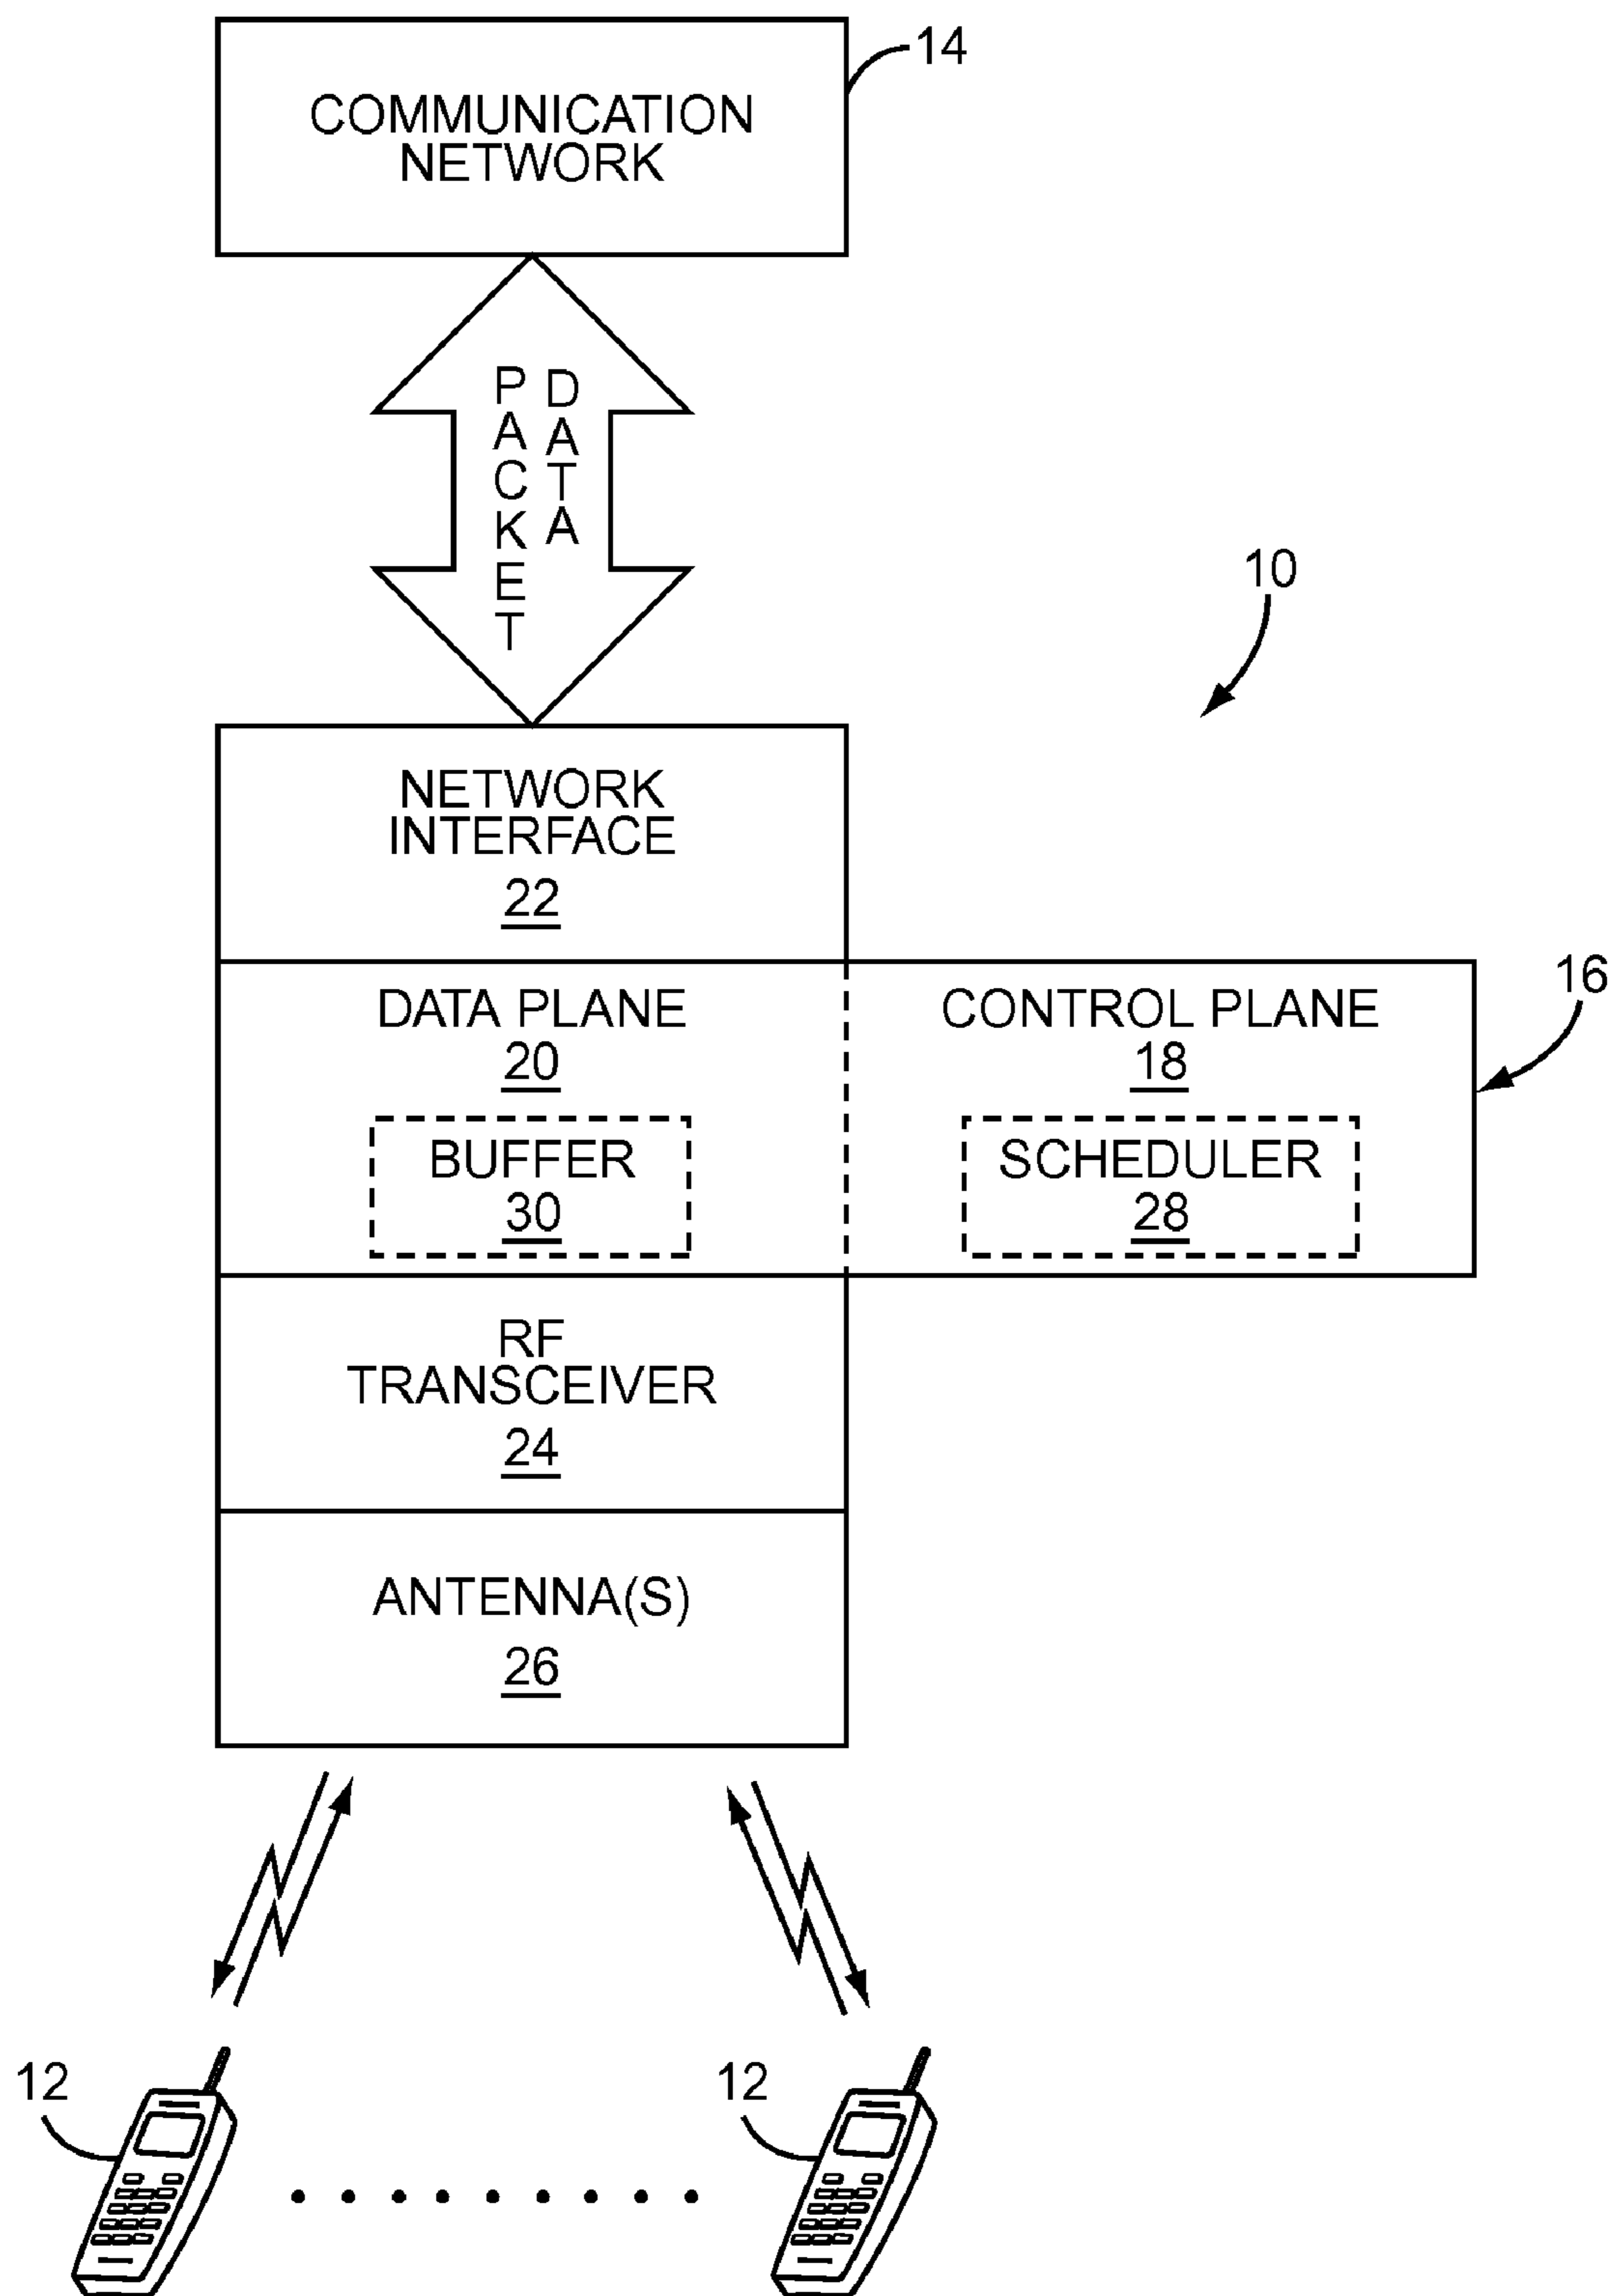 14
COMMUNICATION
NETWORK
PACKET
DATA
10
NETWORK
INTERFACE
22
16
DATA PLANE
20
CONTROL PLANE
18
BUFFER
30
SCHEDULER
28
RF
TRANSCEIVER
24
ANTENNA(S)
26
12
12